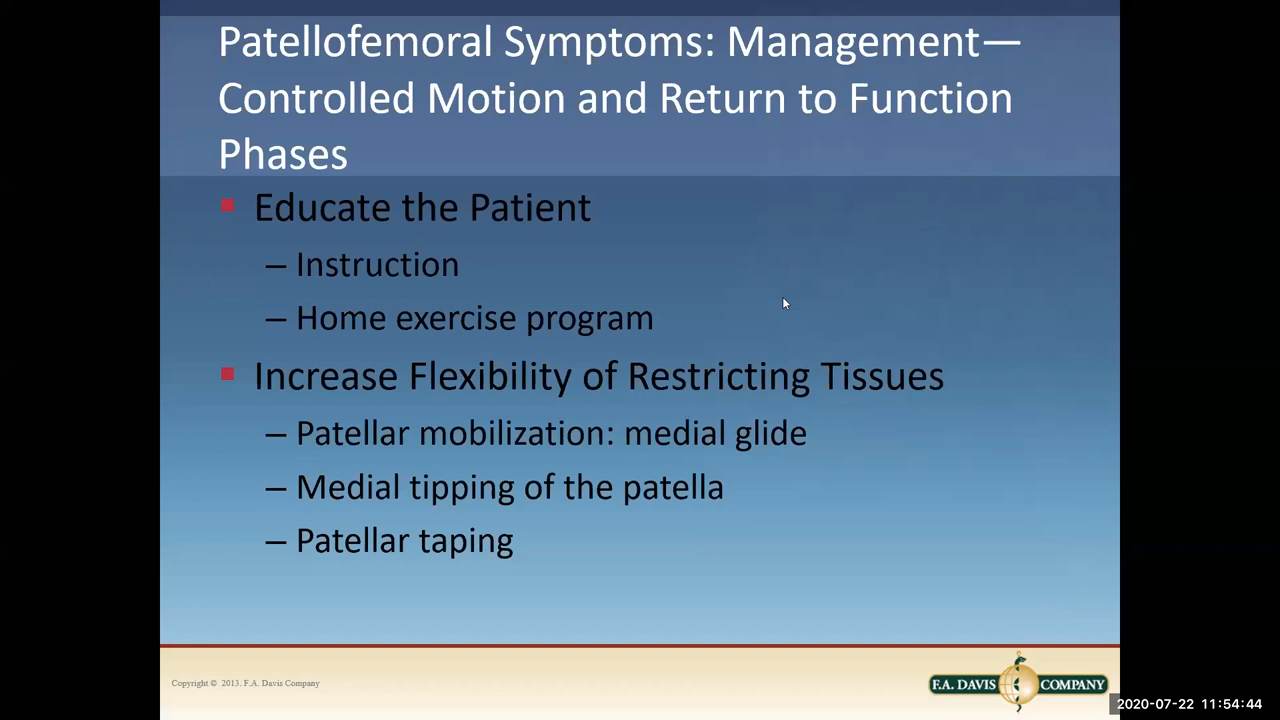 Patellofemoral Symptoms: Management—
Controlled Motion and Return to Function
Phases
Educate the Patient
– Instruction
– Home exercise program
Increase Flexibility of Restricting Tissues
– Patellar mobilization: medial glide
– Medial tipping of the patella
– Patellar taping
Copyright © 2013. F.A. Davis Company
F.A. DAVIS COMPANY
2020-07-22 11:54:44